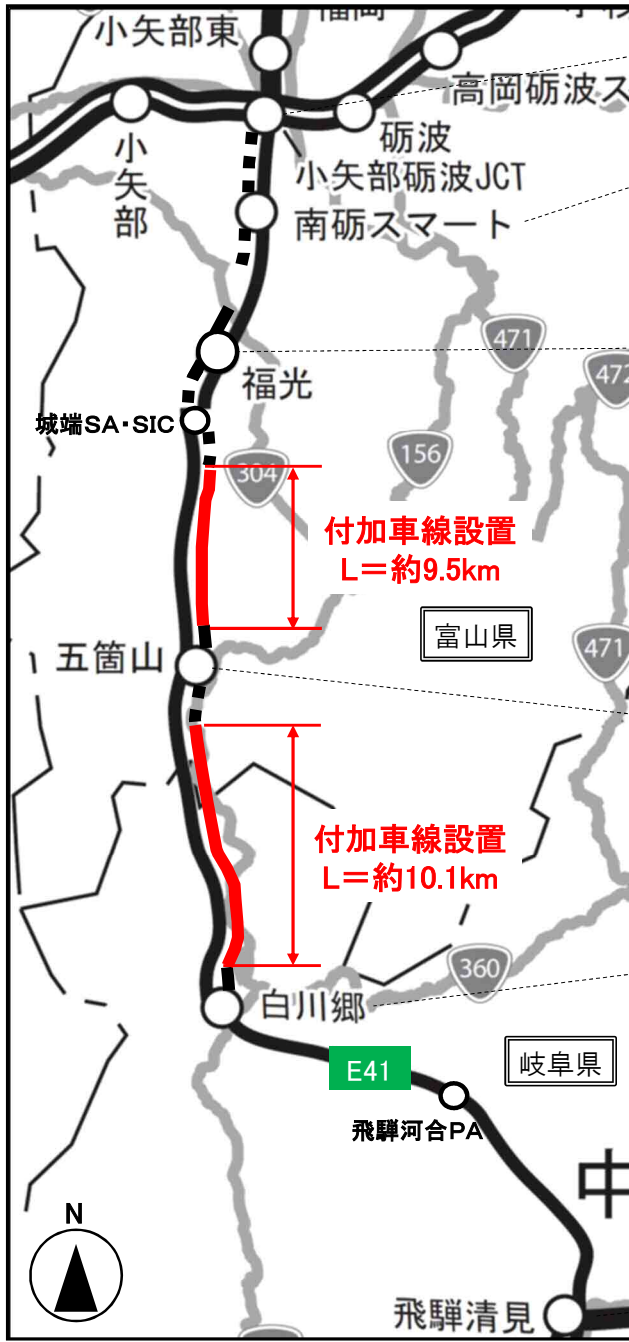 福岡
小矢部東
高岡砺波ス
砺波
小矢部
小矢部砺波JCT
南砺スマート
471
472
福光
城端SA・SIC
156
304
付加車線設置
L＝約9.5km
富山県
471
五箇山
付加車線設置
L＝約10.1km
360
白川郷
E41
岐阜県
飛騨河合PA
中
N
飛騨清見